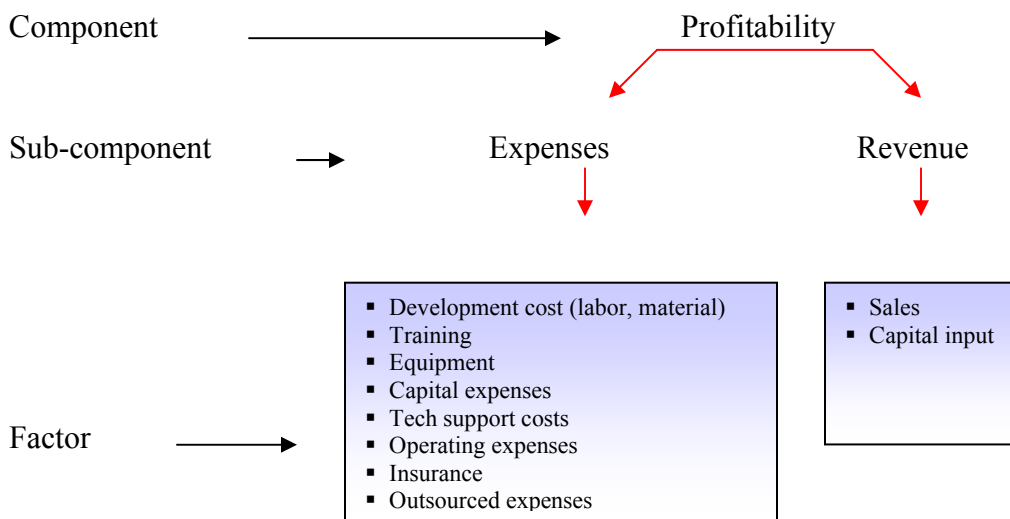 Component
Profitability
Sub-component
Expenses
Revenue
Factor
▪ Development cost (labor, material)
▪ Training
▪ Equipment
▪ Capital expenses
▪ Tech support costs
▪ Operating expenses
▪ Insurance
▪ Outsourced expenses
▪ Sales
▪ Capital input